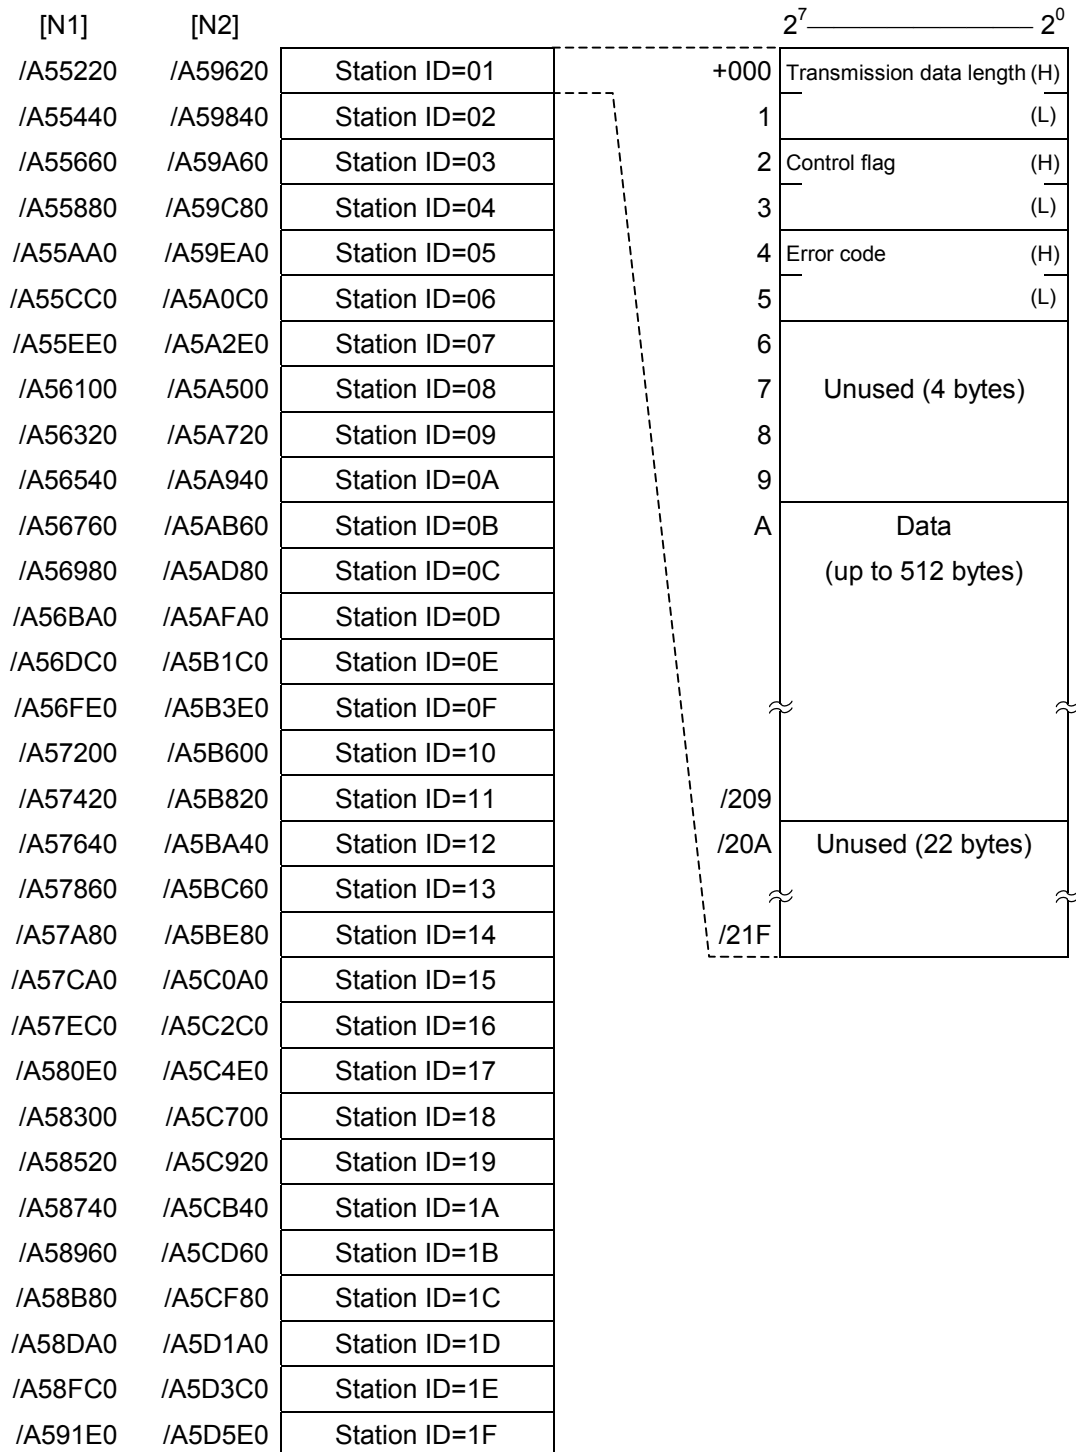 [N1] [N2] 2⁷ 2⁰
/A55220 /A59620 Station ID=01 +000 Transmission data length (H)
/A55440 /A59840 Station ID=02 1 (L)
/A55660 /A59A60 Station ID=03 2 Control flag (H)
/A55880 /A59C80 Station ID=04 3 (L)
/A55AA0 /A59EA0 Station ID=05 4 Error code (H)
/A55CC0 /A5A0C0 Station ID=06 5 (L)
/A55EE0 /A5A2E0 Station ID=07 6
/A56100 /A5A500 Station ID=08 7 Unused (4 bytes)
/A56320 /A5A720 Station ID=09 8
/A56540 /A5A940 Station ID=0A 9
/A56760 /A5AB60 Station ID=0B A Data
/A56980 /A5AD80 Station ID=0C (up to 512 bytes)
/A56BA0 /A5AFA0 Station ID=0D
/A56DC0 /A5B1C0 Station ID=0E
/A56FE0 /A5B3E0 Station ID=0F
/A57200 /A5B600 Station ID=10
/A57420 /A5B820 Station ID=11 /209
/A57640 /A5BA40 Station ID=12 /20A Unused (22 bytes)
/A57860 /A5BC60 Station ID=13
/A57A80 /A5BE80 Station ID=14 /21F
/A57CA0 /A5C0A0 Station ID=15
/A57EC0 /A5C2C0 Station ID=16
/A580E0 /A5C4E0 Station ID=17
/A58300 /A5C700 Station ID=18
/A58520 /A5C920 Station ID=19
/A58740 /A5CB40 Station ID=1A
/A58960 /A5CD60 Station ID=1B
/A58B80 /A5CF80 Station ID=1C
/A58DA0 /A5D1A0 Station ID=1D
/A58FC0 /A5D3C0 Station ID=1E
/A591E0 /A5D5E0 Station ID=1F